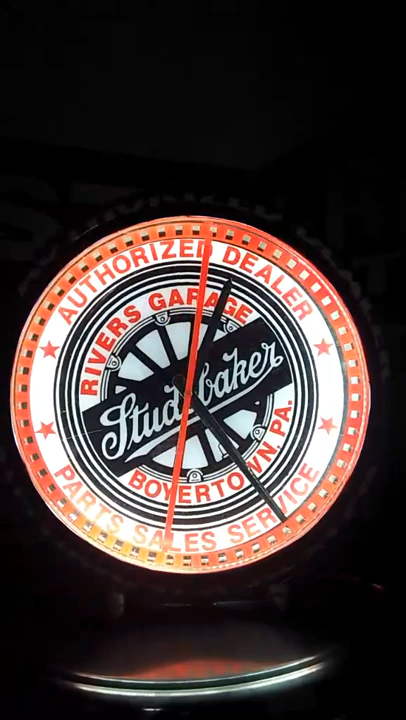 AUTHORIZED DEALER
RIVERS GARAGE
Studebaker
BOYERTOWN, PA.
PARTS SALES SERVICE